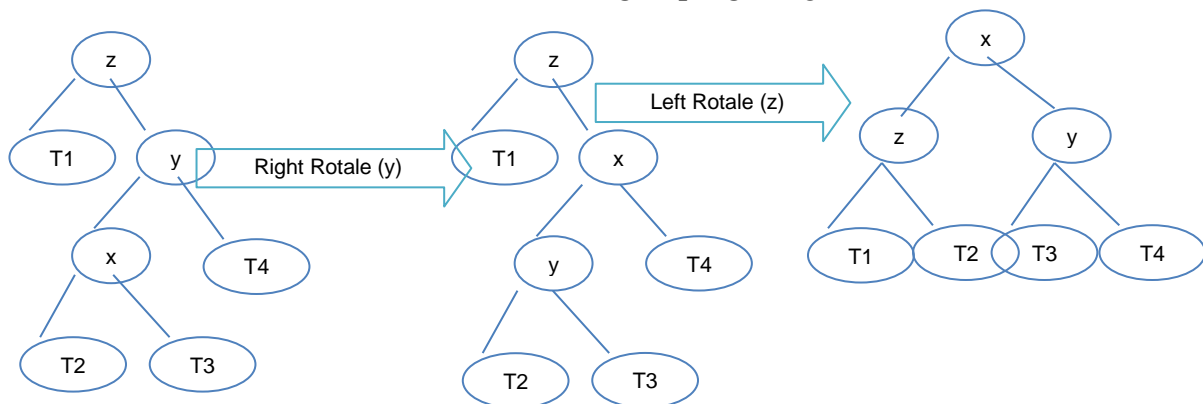 z
T1
y
x
T4
T2
T3
Right Rotale (y)
z
T1
x
y
T4
T2
T3
Left Rotale (z)
x
z
y
T1
T2
T3
T4